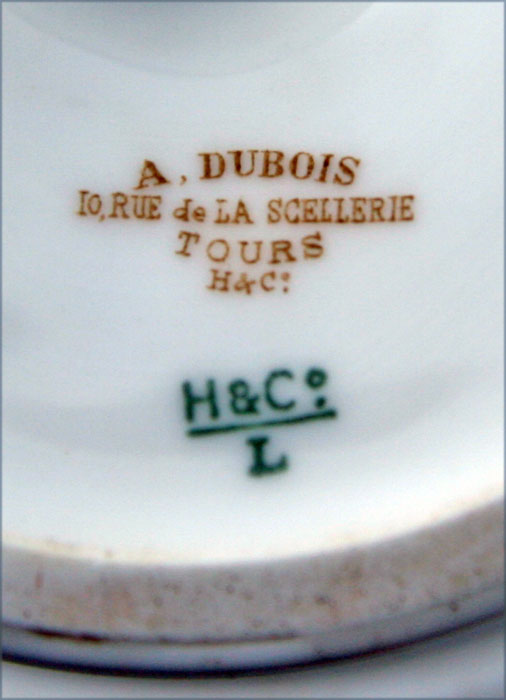 A. DUBOIS
10, RUE de LA SCELLERIE
TOURS
H&Cº
H&Cº
L